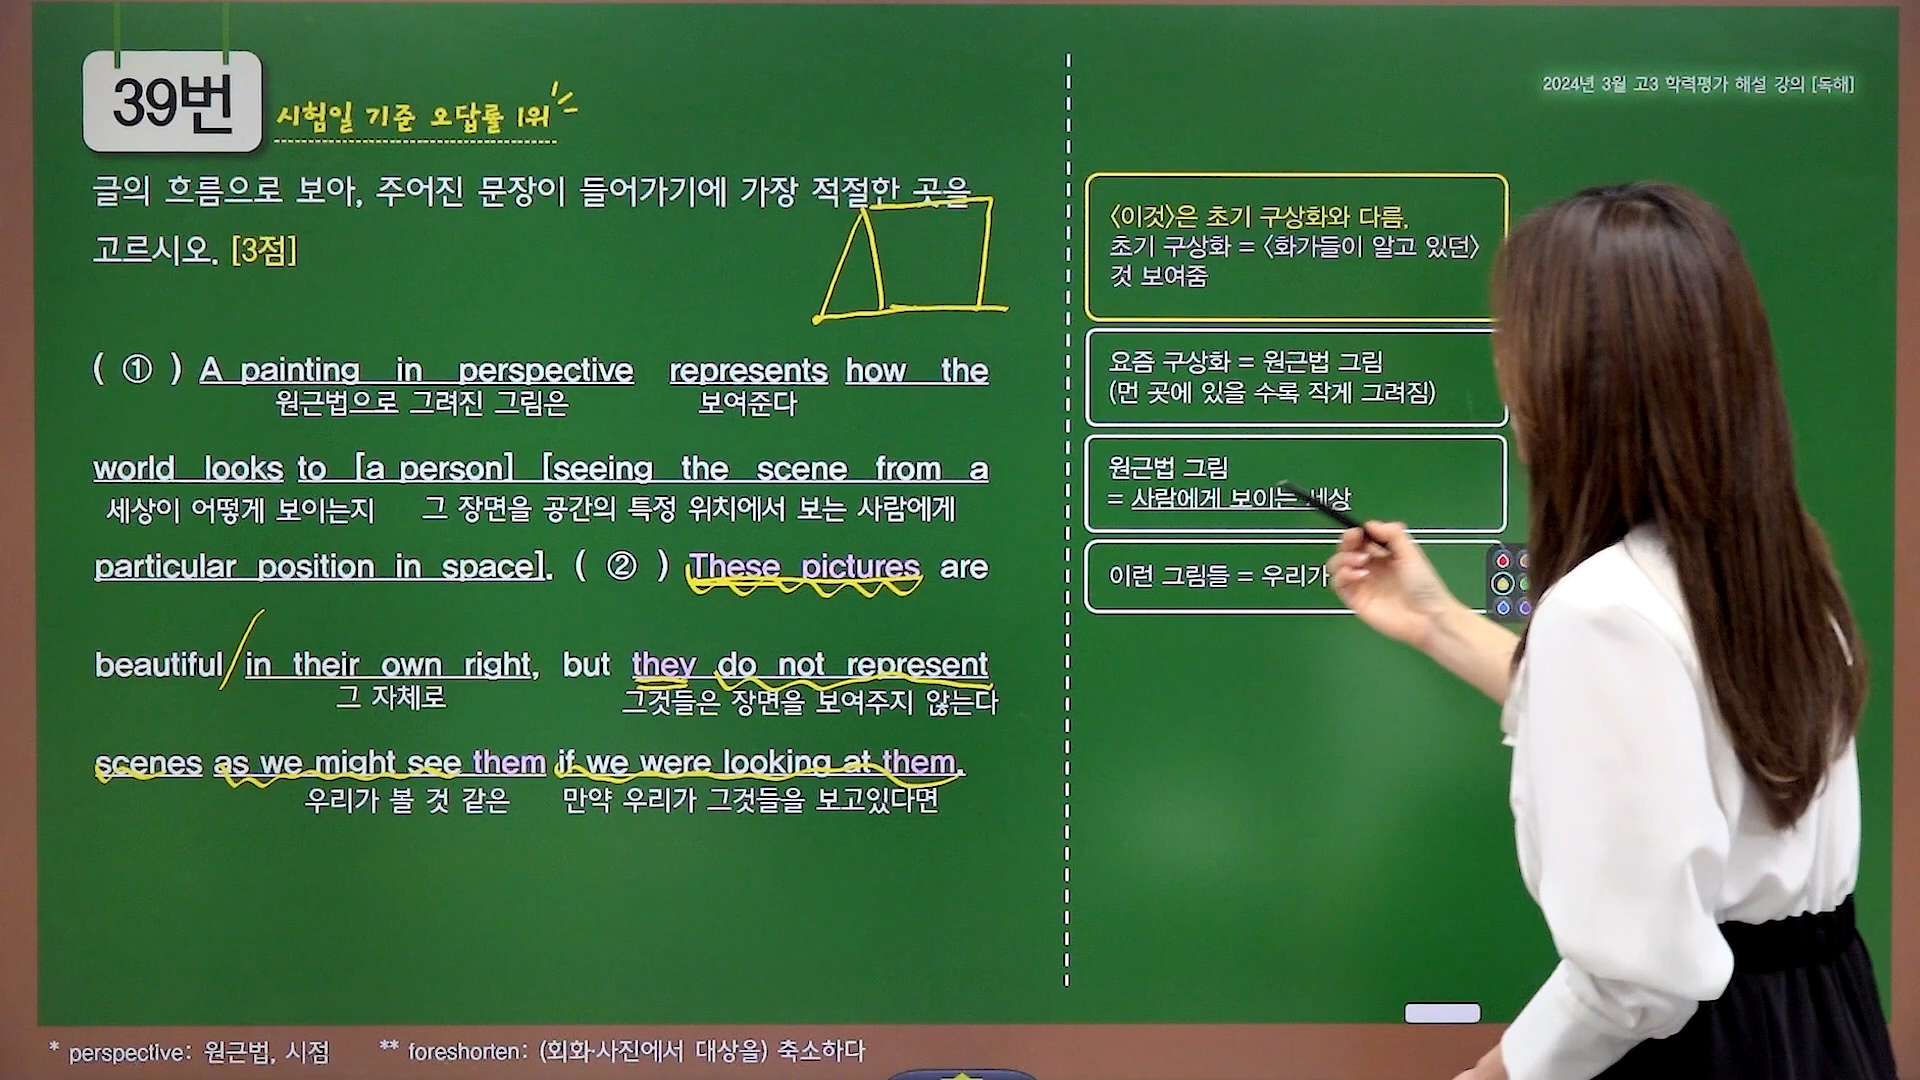 39번
시험일 기준 오답률 1위
2024년 3월 고3 학력평가 해설 강의 [독해]
글의 흐름으로 보아, 주어진 문장이 들어가기에 가장 적절한 곳을
고르시오. [3점]
( ① ) A painting in perspective represents how the
원근법으로 그려진 그림은 보여준다
world looks to [a person] [seeing the scene from a
세상이 어떻게 보이는지 그 장면을 공간의 특정 위치에서 보는 사람에게
particular position in space]. ( ② ) These pictures are
beautiful in their own right, but they do not represent
그 자체로 그것들은 장면을 보여주지 않는다
scenes as we might see them if we were looking at them.
우리가 볼 것 같은 만약 우리가 그것들을 보고있다면
〈이것〉은 초기 구상화와 다름,
초기 구상화 = 〈화가들이 알고 있던〉
것 보여줌
요즘 구상화 = 원근법 그림
(먼 곳에 있을 수록 작게 그려짐)
원근법 그림
= 사람에게 보이는 세상
이런 그림들 = 우리가
* perspective: 원근법, 시점 ** foreshorten: (회화·사진에서 대상을) 축소하다